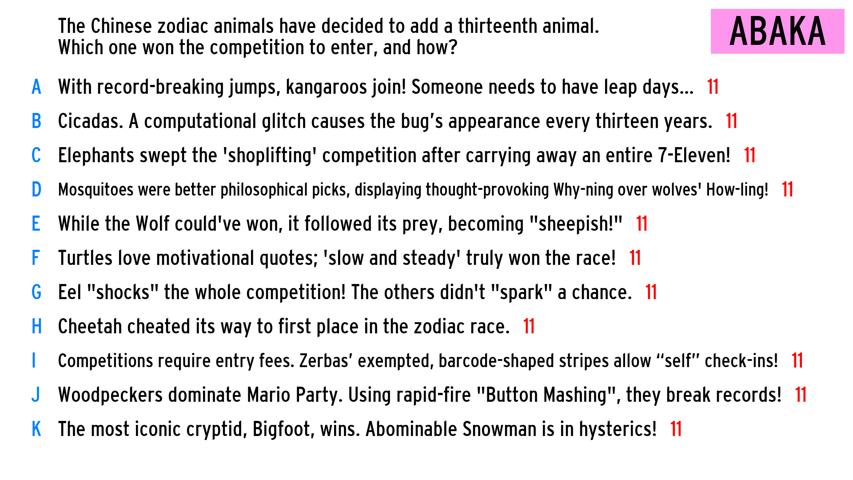 The Chinese zodiac animals have decided to add a thirteenth animal.
Which one won the competition to enter, and how?
ABAKA
A With record-breaking jumps, kangaroos join! Someone needs to have leap days... 11
B Cicadas. A computational glitch causes the bug's appearance every thirteen years. 11
C Elephants swept the 'shoplifting' competition after carrying away an entire 7-Eleven! 11
D Mosquitoes were better philosophical picks, displaying thought-provoking Why-ning over wolves' How-ling! 11
E While the Wolf could've won, it followed its prey, becoming "sheepish!" 11
F Turtles love motivational quotes; 'slow and steady' truly won the race! 11
G Eel "shocks" the whole competition! The others didn't "spark" a chance. 11
H Cheetah cheated its way to first place in the zodiac race. 11
I Competitions require entry fees. Zerbas' exempted, barcode-shaped stripes allow “self” check-ins! 11
J Woodpeckers dominate Mario Party. Using rapid-fire "Button Mashing", they break records! 11
K The most iconic cryptid, Bigfoot, wins. Abominable Snowman is in hysterics! 11